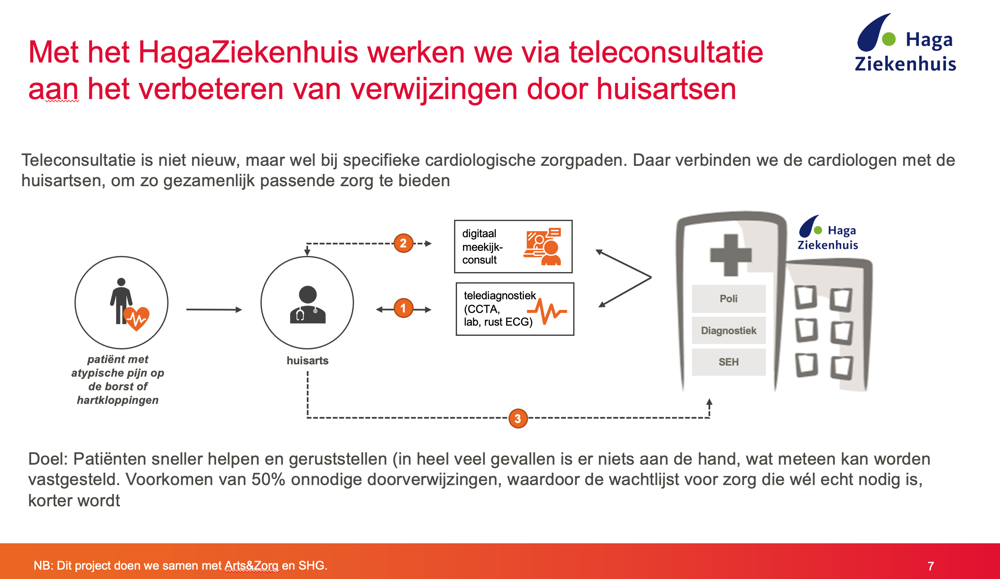 Met het HagaZiekenhuis werken we via teleconsultatie
aan het verbeteren van verwijzingen door huisartsen
Haga
Ziekenhuis
Teleconsultatie is niet nieuw, maar wel bij specifieke cardiologische zorgpaden. Daar verbinden we de cardiologen met de
huisartsen, om zo gezamenlijk passende zorg te bieden
patiënt met
atypische pijn op
de borst of
hartkloppingen
huisarts
2
1
3
digitaal
meekijk-
consult
telediagnostiek
(CCTA,
lab, rust ECG)
Haga
Ziekenhuis
Poli
Diagnostiek
SEH
Doel: Patiënten sneller helpen en geruststellen (in heel veel gevallen is er niets aan de hand, wat meteen kan worden
vastgesteld. Voorkomen van 50% onnodige doorverwijzingen, waardoor de wachtlijst voor zorg die wél echt nodig is,
korter wordt
NB: Dit project doen we samen met Arts&Zorg en SHG.
7